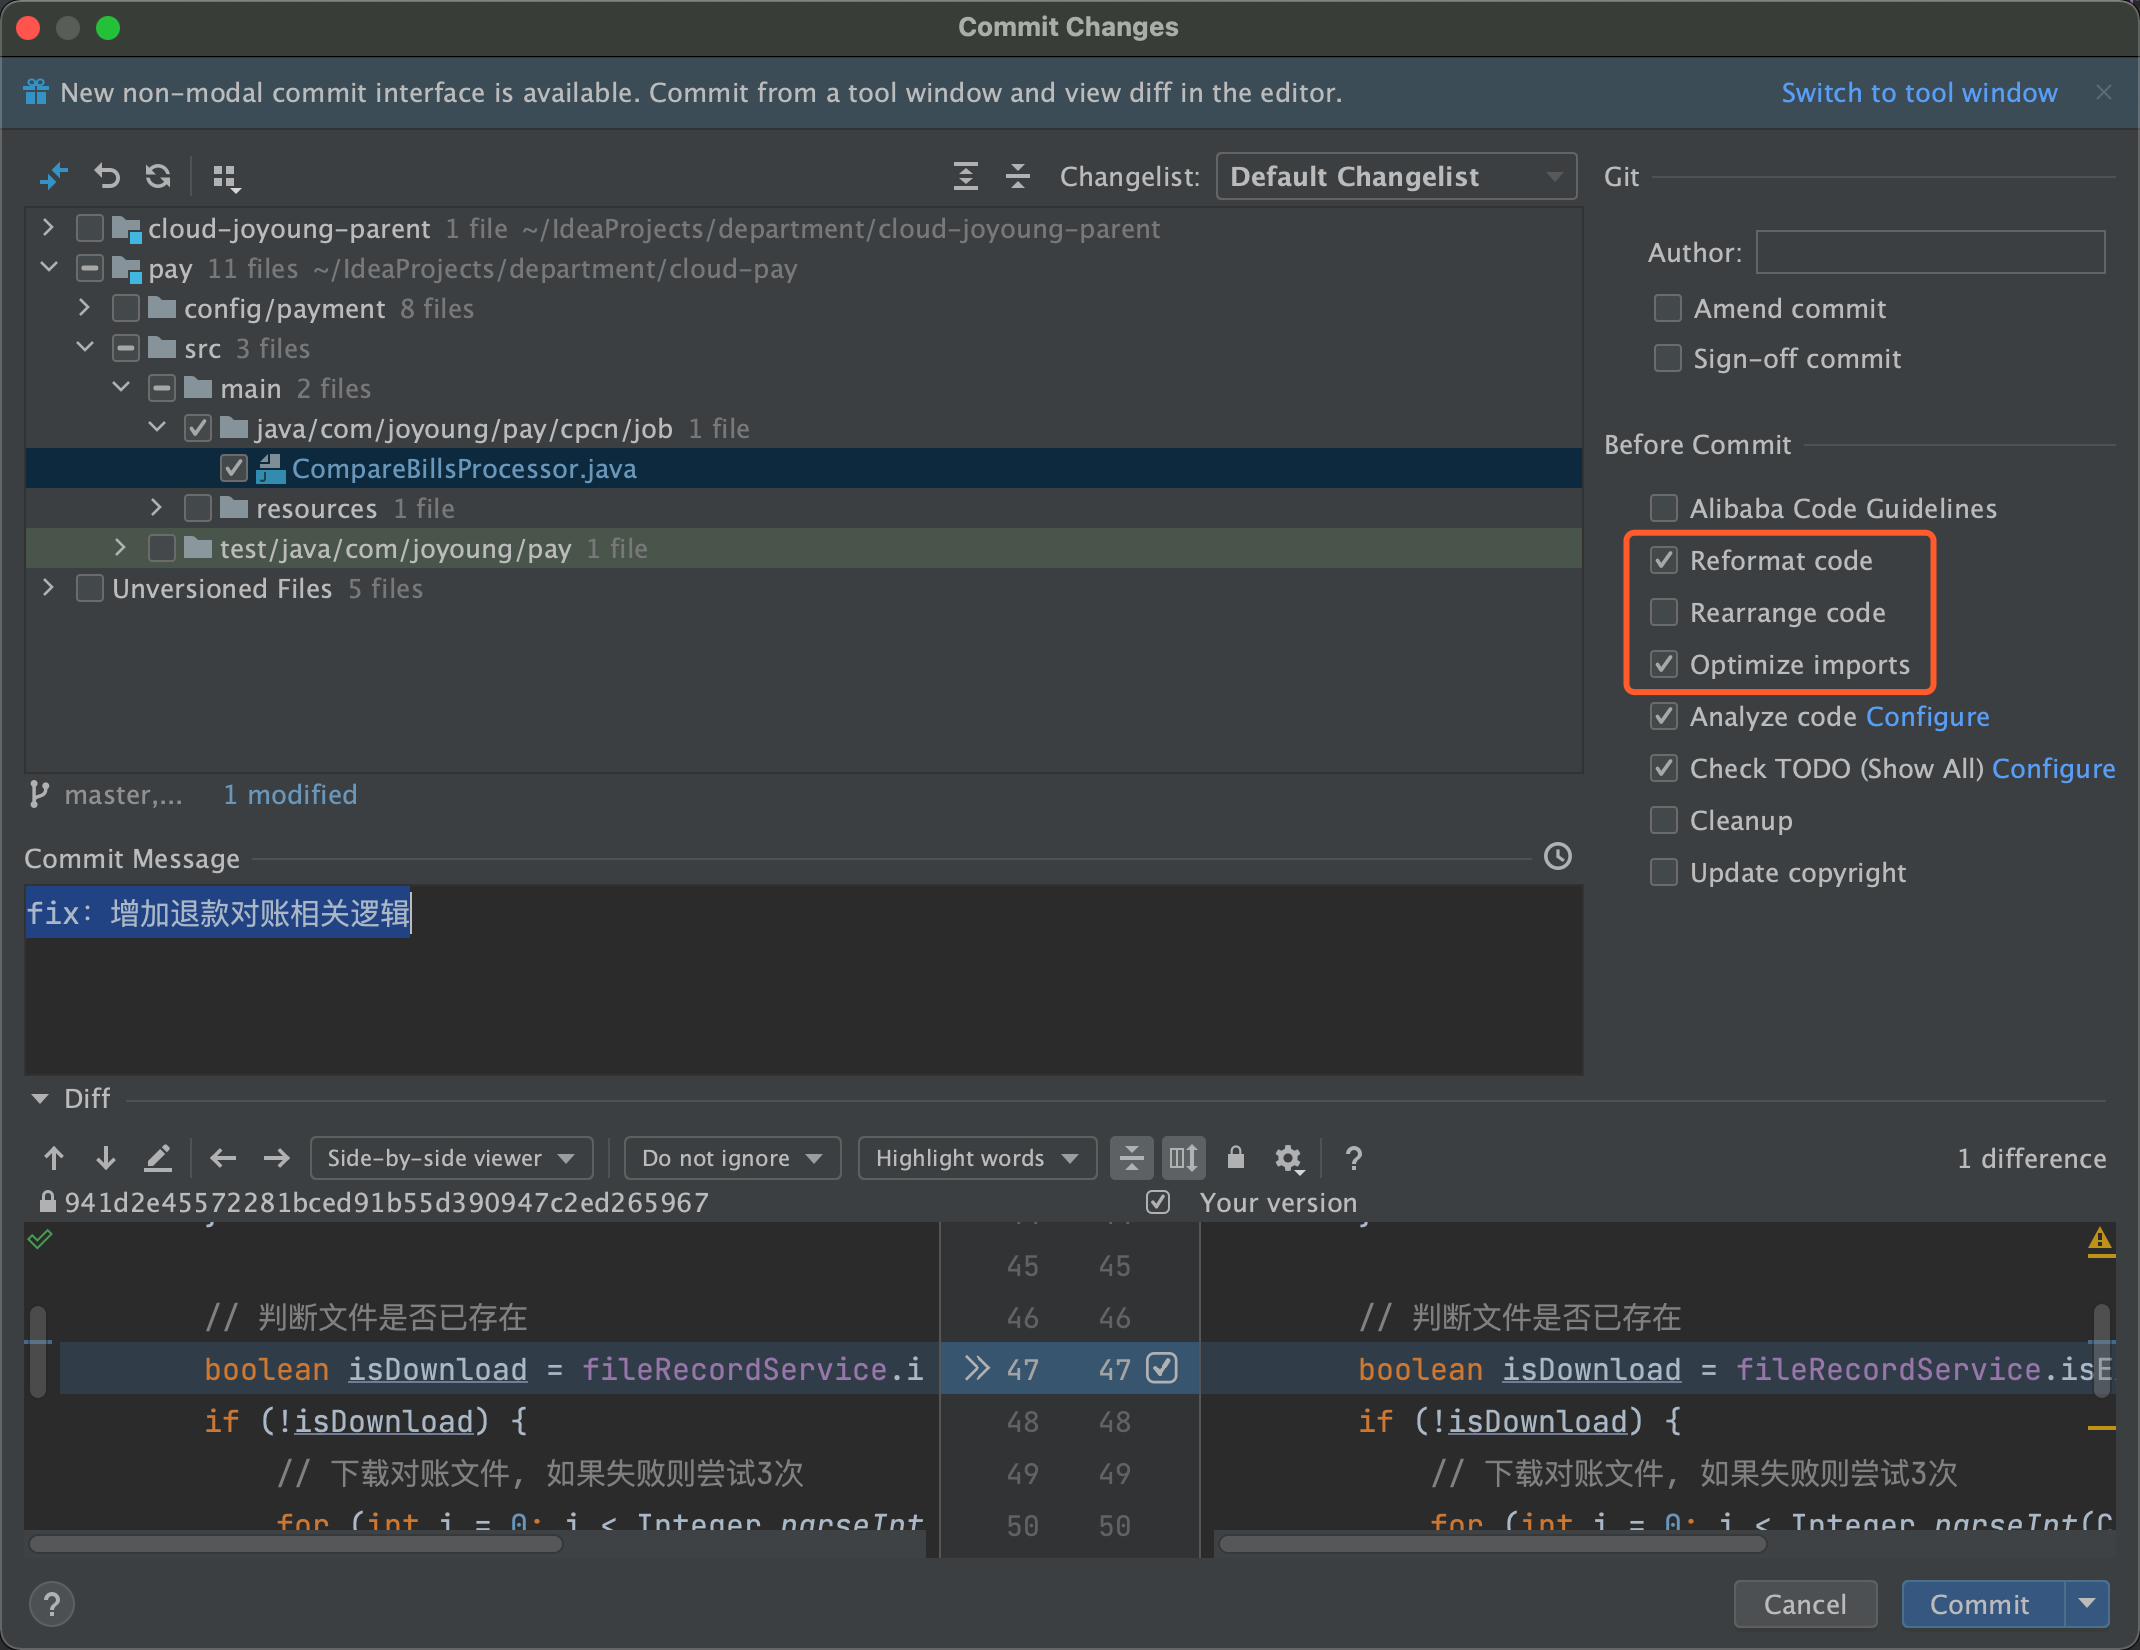 Commit Changes
New non-modal commit interface is available. Commit from a tool window and view diff in the editor.
Switch to tool window
Changelist:
Default Changelist
cloud-joyoung-parent 1 file ~/IdeaProjects/department/cloud-joyoung-parent
pay 11 files ~/IdeaProjects/department/cloud-pay
config/payment 8 files
src 3 files
main 2 files
java/com/joyoung/pay/cpcn/job 1 file
CompareBillsProcessor.java
resources 1 file
test/java/com/joyoung/pay 1 file
Unversioned Files 5 files
master,...
1 modified
Git
Author:
Amend commit
Sign-off commit
Before Commit
Alibaba Code Guidelines
Reformat code
Rearrange code
Optimize imports
Analyze code Configure
Check TODO (Show All) Configure
Cleanup
Update copyright
Commit Message
fix: 增加退款对账相关逻辑
Diff
Side-by-side viewer
Do not ignore
Highlight words
?
1 difference
941d2e45572281bced91b55d390947c2ed265967
Your version
45 45
// 判断文件是否已存在
46 46
// 判断文件是否已存在
boolean isDownload = fileRecordService.i
47 47
boolean isDownload = fileRecordService.isE
if (!isDownload) {
48 48
if (!isDownload) {
// 下载对账文件, 如果失败则尝试3次
49 49
// 下载对账文件, 如果失败则尝试3次
for (int i = 0; i < Integer.parseInt
50 50
for (int i = 0; i < Integer.parseInt(C
?
Cancel
Commit